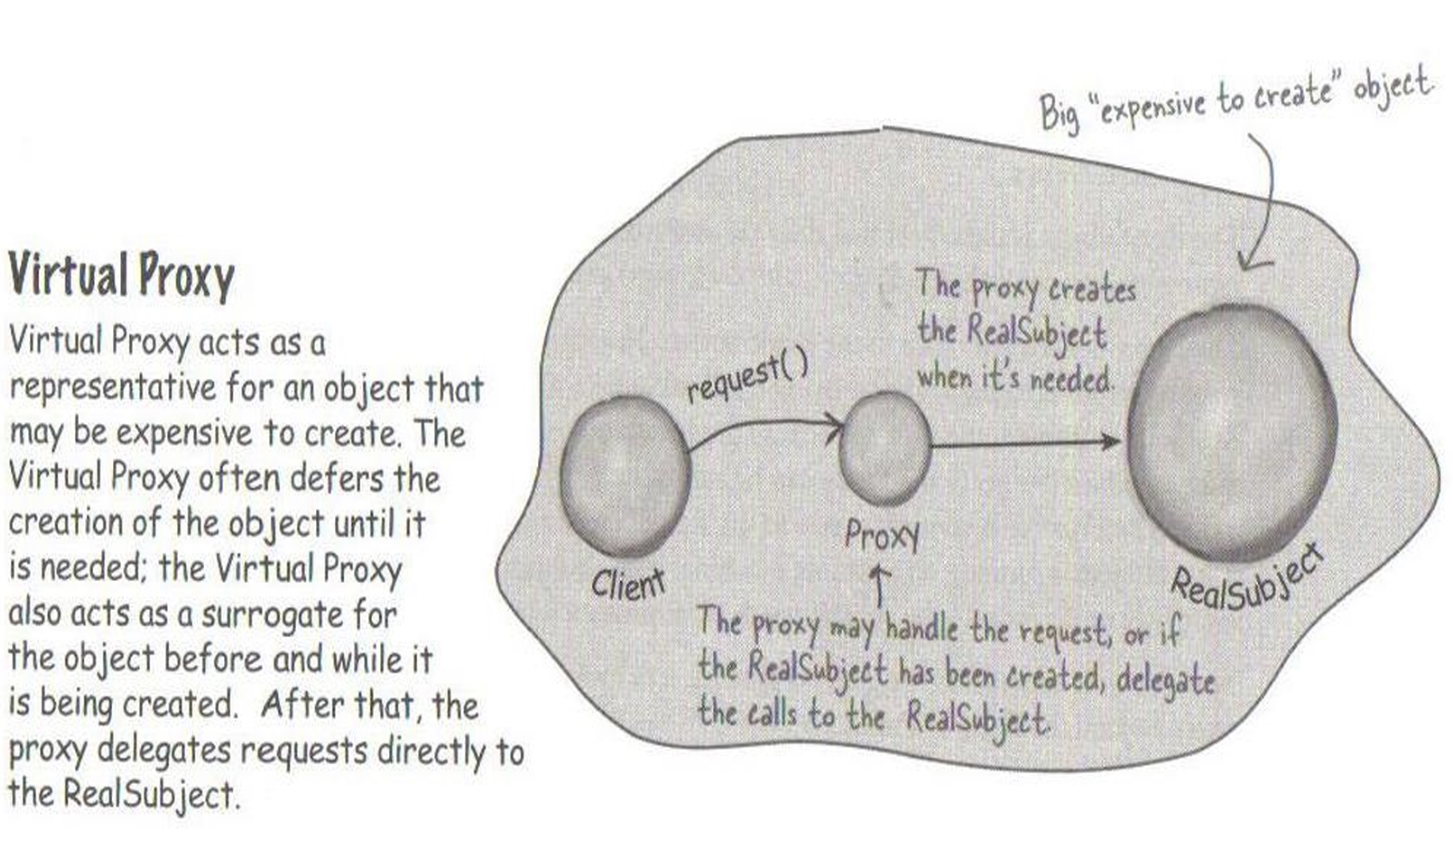 Virtual Proxy
Virtual Proxy acts as a
representative for an object that
may be expensive to create. The
Virtual Proxy often defers the
creation of the object until it
is needed; the Virtual Proxy
also acts as a surrogate for
the object before and while it
is being created.  After that, the
proxy delegates requests directly to
the RealSubject.
Big "expensive to create" object.
The proxy creates
the RealSubject
when it's needed.
request()
Client
Proxy
RealSubject
The proxy may handle the request, or if
the RealSubject has been created, delegate
the calls to the RealSubject.